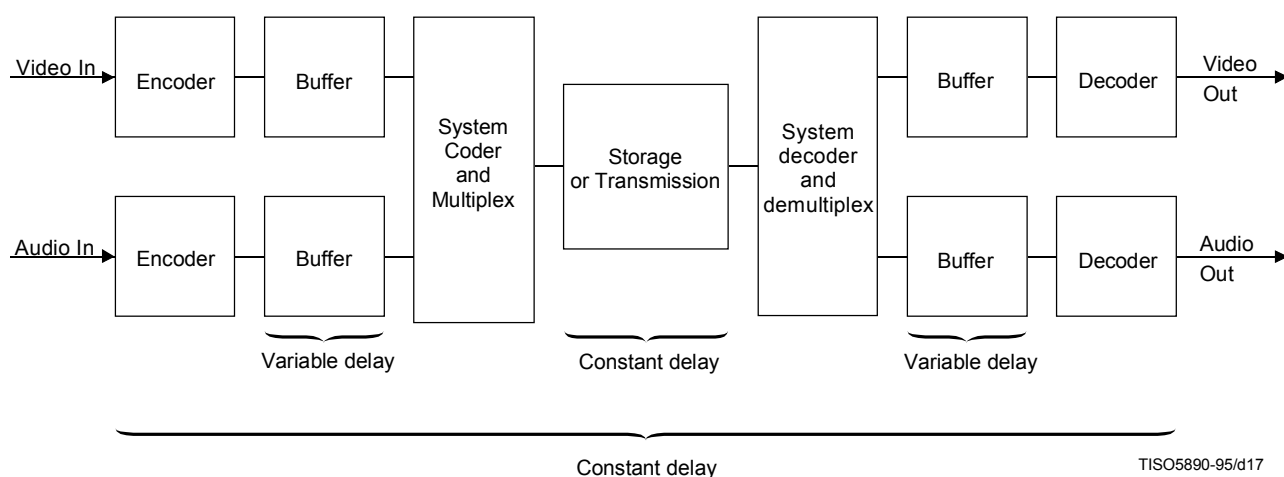 Video In
Encoder
Buffer
System
Coder
and
Multiplex
Storage
or Transmission
System
decoder
and
demultiplex
Buffer
Decoder
Video
Out
Audio In
Encoder
Buffer
Buffer
Decoder
Audio
Out
Variable delay
Constant delay
Variable delay
Constant delay
TISO5890-95/d17